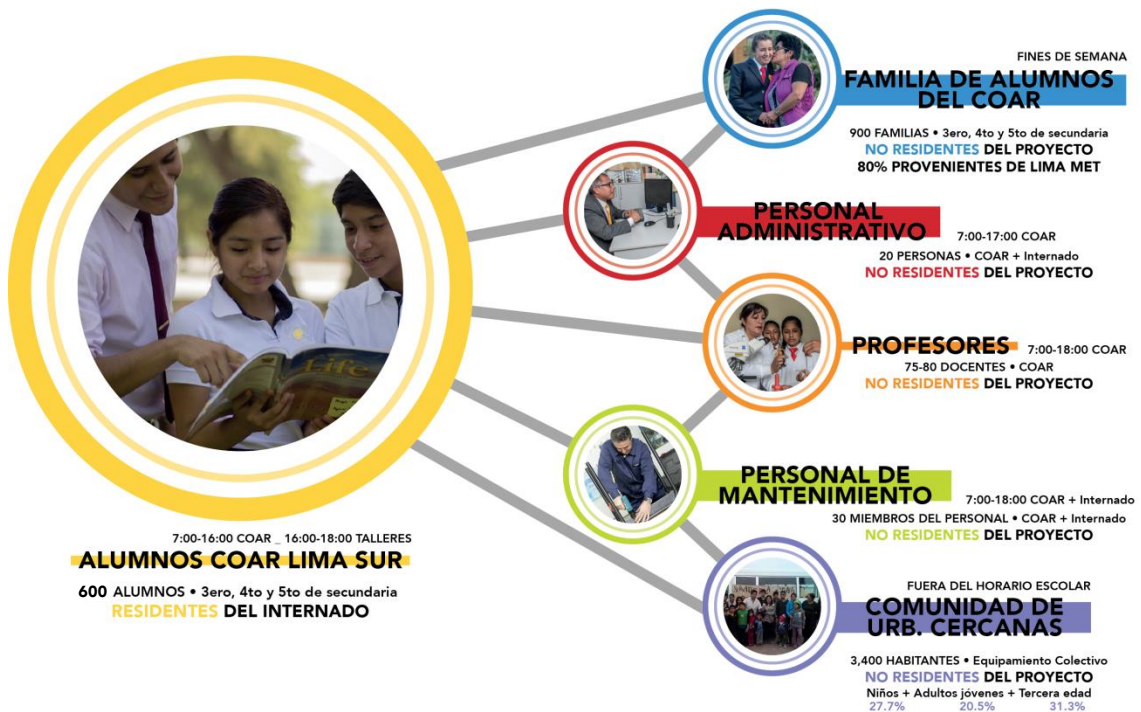 7:00-16:00 COAR _ 16:00-18:00 TALLERES
ALUMNOS COAR LIMA SUR
600 ALUMNOS • 3ero, 4to y 5to de secundaria
RESIDENTES DEL INTERNADO
Life
FINES DE SEMANA
FAMILIA DE ALUMNOS
DEL COAR
900 FAMILIAS • 3ero, 4to y 5to de secundaria
NO RESIDENTES DEL PROYECTO
80% PROVENIENTES DE LIMA MET
PERSONAL
ADMINISTRATIVO 7:00-17:00 COAR
20 PERSONAS • COAR + Internado
NO RESIDENTES DEL PROYECTO
PROFESORES 7:00-18:00 COAR
75-80 DOCENTES • COAR
NO RESIDENTES DEL PROYECTO
PERSONAL DE
MANTENIMIENTO 7:00-18:00 COAR + Internado
30 MIEMBROS DEL PERSONAL • COAR + Internado
NO RESIDENTES DEL PROYECTO
FUERA DEL HORARIO ESCOLAR
COMUNIDAD DE
URB. CERCANAS
3,400 HABITANTES • Equipamiento Colectivo
NO RESIDENTES DEL PROYECTO
Niños + Adultos jóvenes + Tercera edad
27.7% 20.5% 31.3%